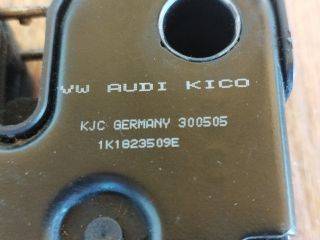 VW AUDI KICO
KJC GERMANY 300505
1K1823509E